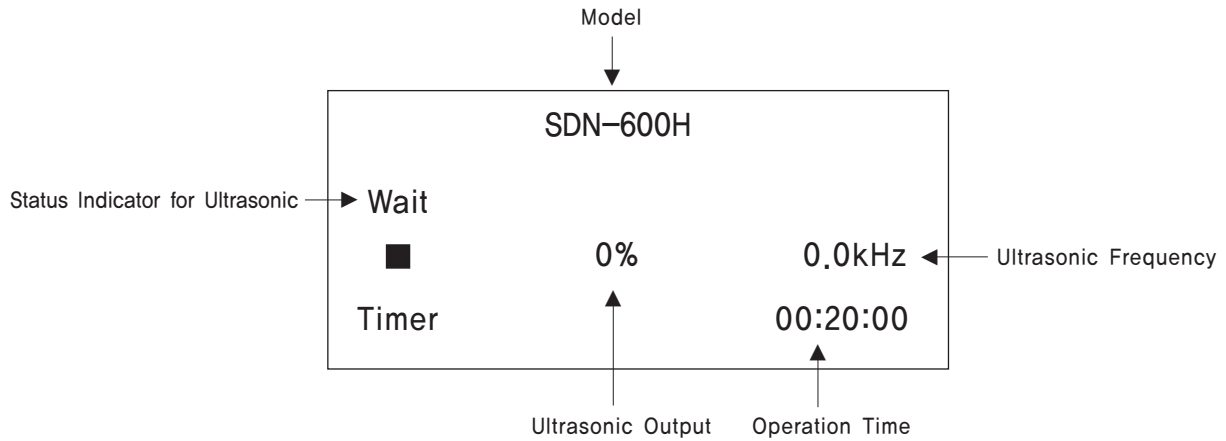 Model
SDN-600H
Status Indicator for Ultrasonic
Wait
0%
0.0kHz
Ultrasonic Frequency
Timer
00:20:00
Ultrasonic Output
Operation Time